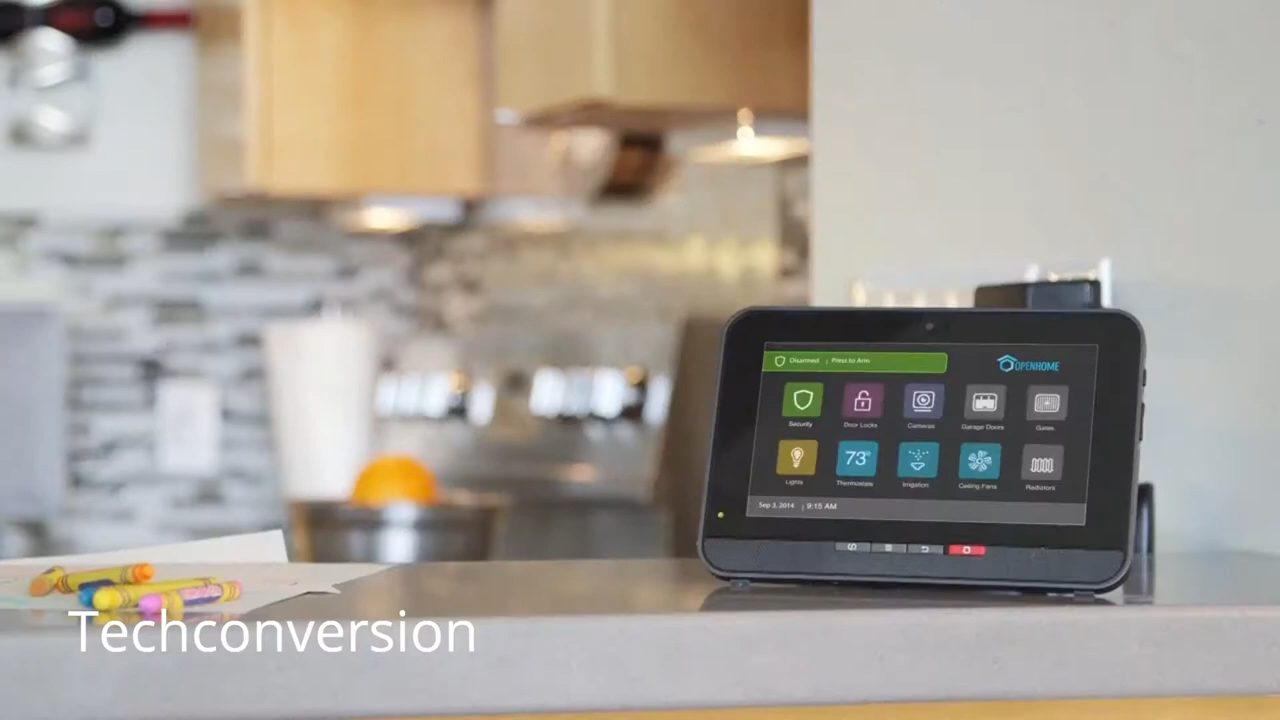 Disarmed | Press to Arm
OPENHOME
Security
Door Locks
Cameras
Garage Doors
Gates
73°
Lights
Thermostats
Irrigation
Ceiling Fans
Radiators
Sep 3, 2014 | 9:15 AM
Techconversion